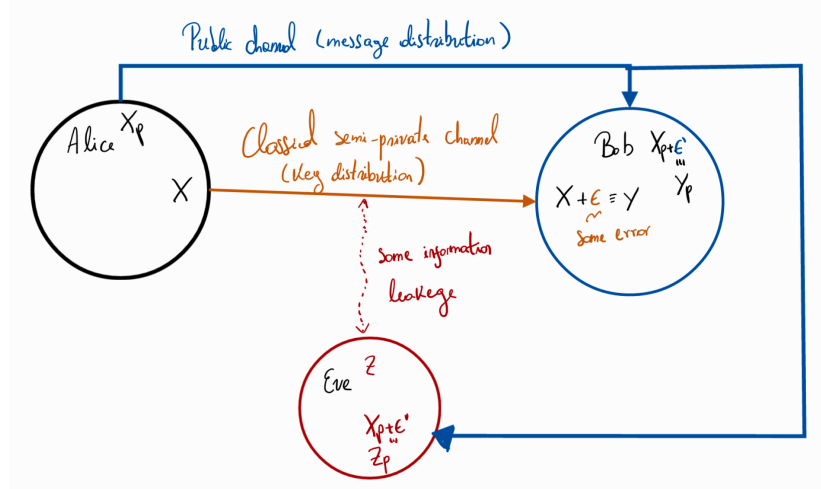 Public channel (message distribution)
Alice Xp
X
Classical semi-private channel
(Key distribution)
Bob Xp+ϵ'
≡
Yp
X + ϵ ≡ Y
~
some error
some information
leakege
Eve Z
Xp+ϵ'
≡
Zp